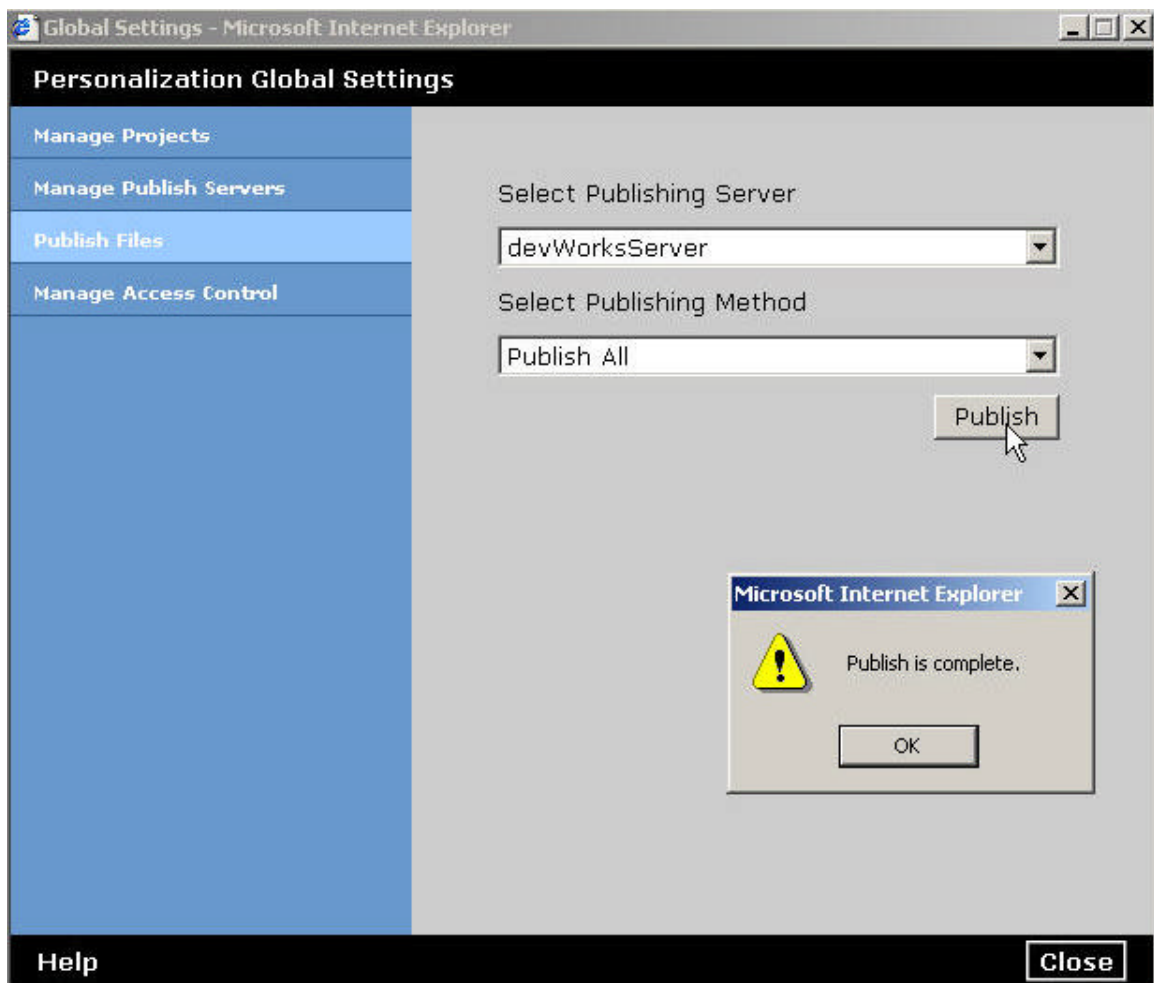 Global Settings - Microsoft Internet Explorer
Personalization Global Settings
Manage Projects
Manage Publish Servers
Publish Files
Manage Access Control
Select Publishing Server
devWorksServer
Select Publishing Method
Publish All
Publish
Microsoft Internet Explorer
Publish is complete.
OK
Help
Close